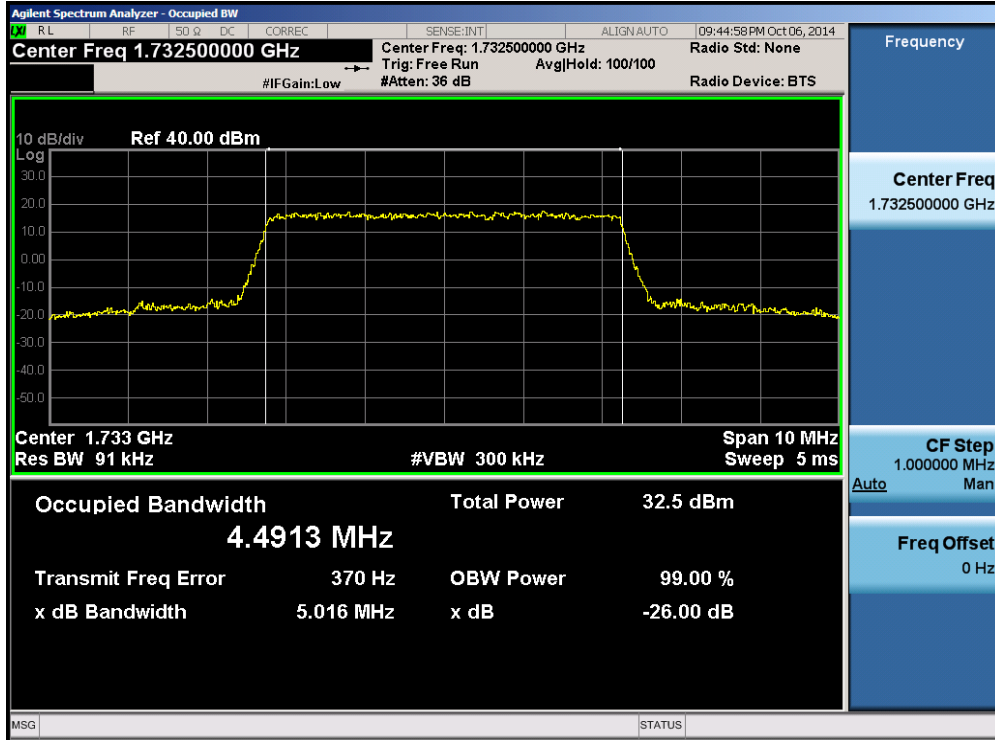 Agilent Spectrum Analyzer - Occupied BW
LXI RL RF 50 Ω DC CORREC SENSE:INT ALIGN AUTO 09:44:58 PM Oct 06, 2014
Center Freq 1.732500000 GHz
Center Freq: 1.732500000 GHz
Radio Std: None
Trig: Free Run Avg|Hold: 100/100
#IFGain:Low #Atten: 36 dB Radio Device: BTS
10 dB/div Ref 40.00 dBm
Log
30.0
20.0
10.0
0.00
-10.0
-20.0
-30.0
-40.0
-50.0
Center 1.733 GHz Span 10 MHz
Res BW 91 kHz #VBW 300 kHz Sweep 5 ms
Occupied Bandwidth Total Power 32.5 dBm
4.4913 MHz
Transmit Freq Error 370 Hz OBW Power 99.00 %
x dB Bandwidth 5.016 MHz x dB -26.00 dB
Frequency
Center Freq
1.732500000 GHz
CF Step
1.000000 MHz
Auto Man
Freq Offset
0 Hz
MSG STATUS